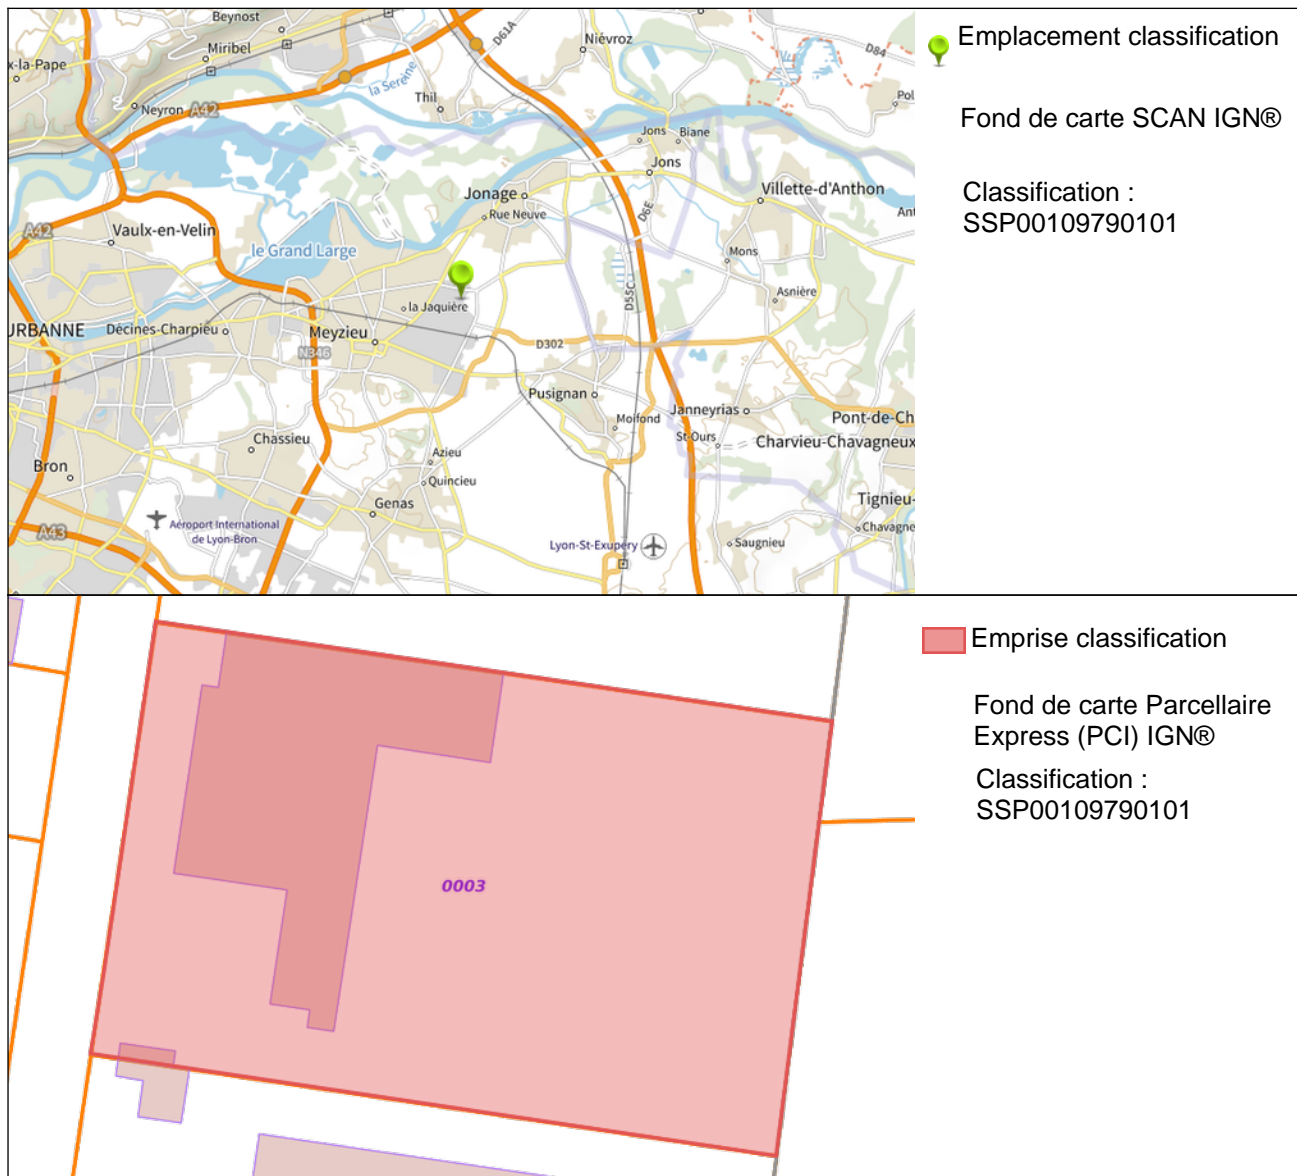 Beynost
Miribel
x-la-Pape
Neyron
A42
la Sereine
Thil
D61A
Niévroz
D84
Pol
Jons
Biane
Jons
Jonage
Rue Neuve
Villette-d'Anthon
Ant
A42
Vaulx-en-Velin
le Grand Large
D6E
Mons
Asnière
D55C
la Jaquière
URBANNE
Décines-Charpieu
Meyzieu
N346
D302
Pusignan
Moifond
Janneyrias
St-Ours
Pont-de-Ch
Charvieu-Chavagneux
Chassieu
Azieu
Quincieu
Bron
Genas
Tignieu-
Chavagne
A43
Aéroport International
de Lyon-Bron
Lyon-St-Exupéry
Saugnieu
Emplacement classification
Fond de carte SCAN IGN®
Classification :
SSP00109790101
0003
Emprise classification
Fond de carte Parcellaire
Express (PCI) IGN®
Classification :
SSP00109790101